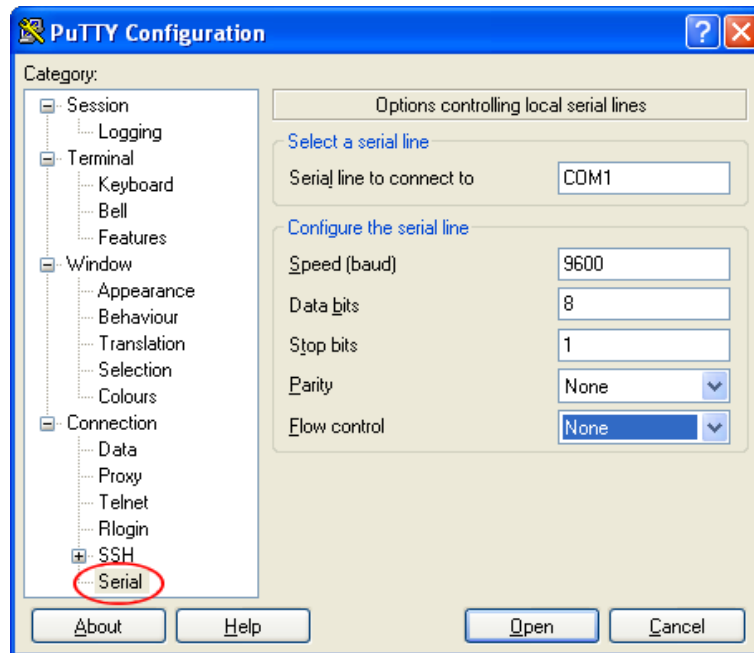 PuTTY Configuration
Category:
Session
Logging
Terminal
Keyboard
Bell
Features
Window
Appearance
Behaviour
Translation
Selection
Colours
Connection
Data
Proxy
Telnet
Rlogin
SSH
Serial
Options controlling local serial lines
Select a serial line
Serial line to connect to COM1
Configure the serial line
Speed (baud) 9600
Data bits 8
Stop bits 1
Parity None
Flow control None
About Help Open Cancel